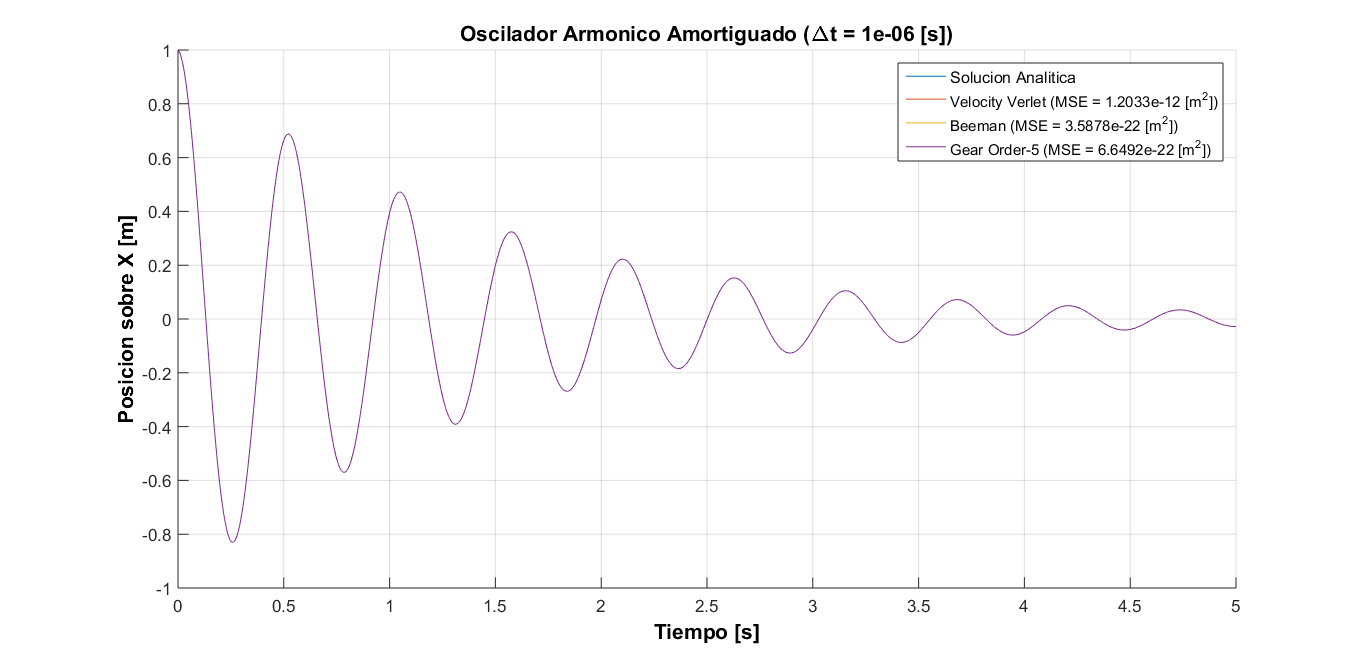 Oscilador Armonico Amortiguado (Δt = 1e-06 [s])
Solucion Analitica
Velocity Verlet (MSE = 1.2033e-12 [m²])
Beeman (MSE = 3.5878e-22 [m²])
Gear Order-5 (MSE = 6.6492e-22 [m²])
Posicion sobre X [m]
1
0.8
0.6
0.4
0.2
0
-0.2
-0.4
-0.6
-0.8
-1
0 0.5 1 1.5 2 2.5 3 3.5 4 4.5 5
Tiempo [s]